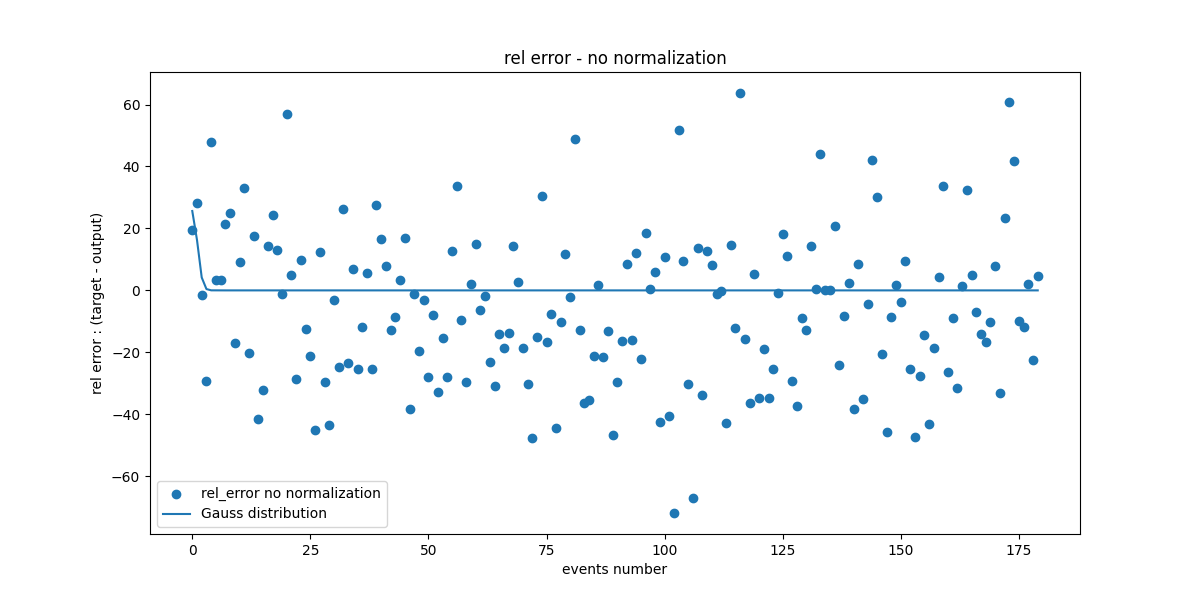 rel error - no normalization
rel error : (target - output)
60
40
20
0
−20
−40
−60
rel_error no normalization
Gauss distribution
0 25 50 75 100 125 150 175
events number